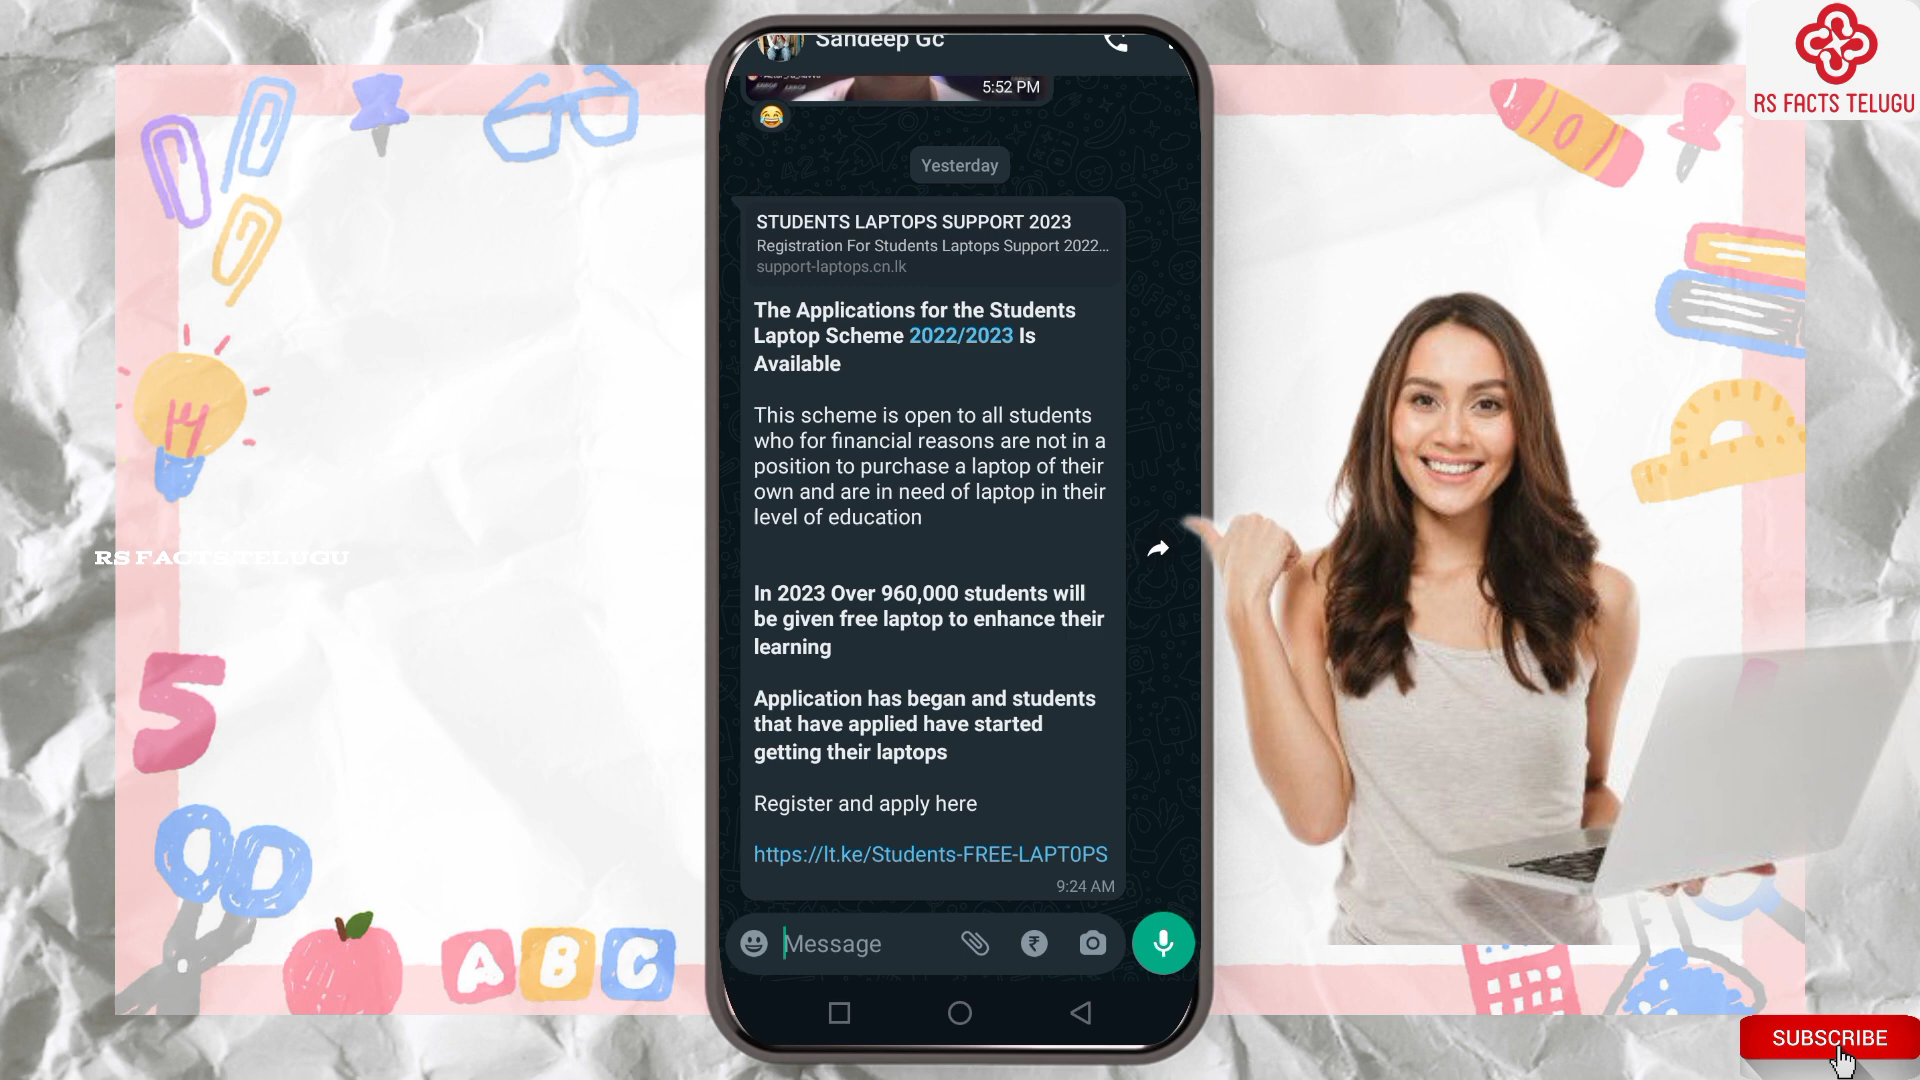 Sandeep Gc
5:52 PM
Yesterday
STUDENTS LAPTOPS SUPPORT 2023
Registration For Students Laptops Support 2022...
support-laptops.cn.lk
The Applications for the Students
Laptop Scheme 2022/2023 Is
Available
This scheme is open to all students
who for financial reasons are not in a
position to purchase a laptop of their
own and are in need of laptop in their
level of education
In 2023 Over 960,000 students will
be given free laptop to enhance their
learning
Application has began and students
that have applied have started
getting their laptops
Register and apply here
https://lt.ke/Students-FREE-LAPT0PS
9:24 AM
Message
RS FACTS TELUGU
RS FACTS TELUGU
SUBSCRIBE
5
A B C